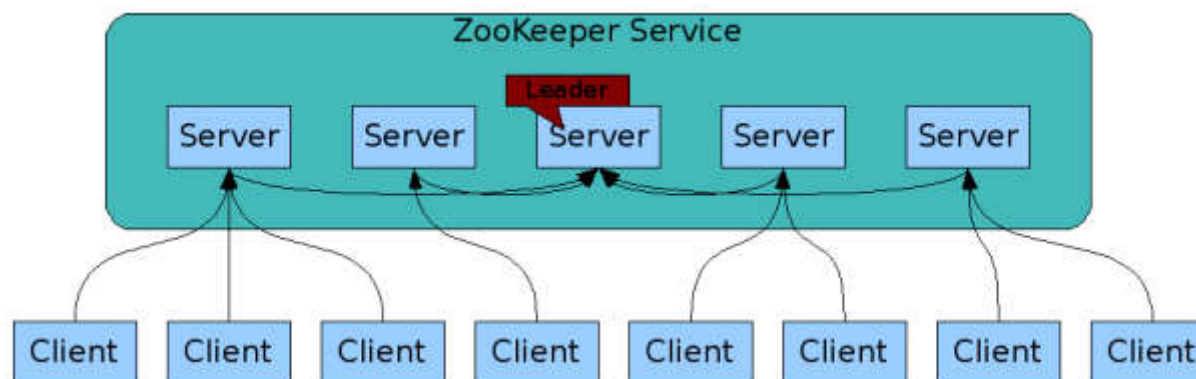 ZooKeeper Service
Leader
Server Server Server Server Server
Client Client Client Client Client Client Client Client